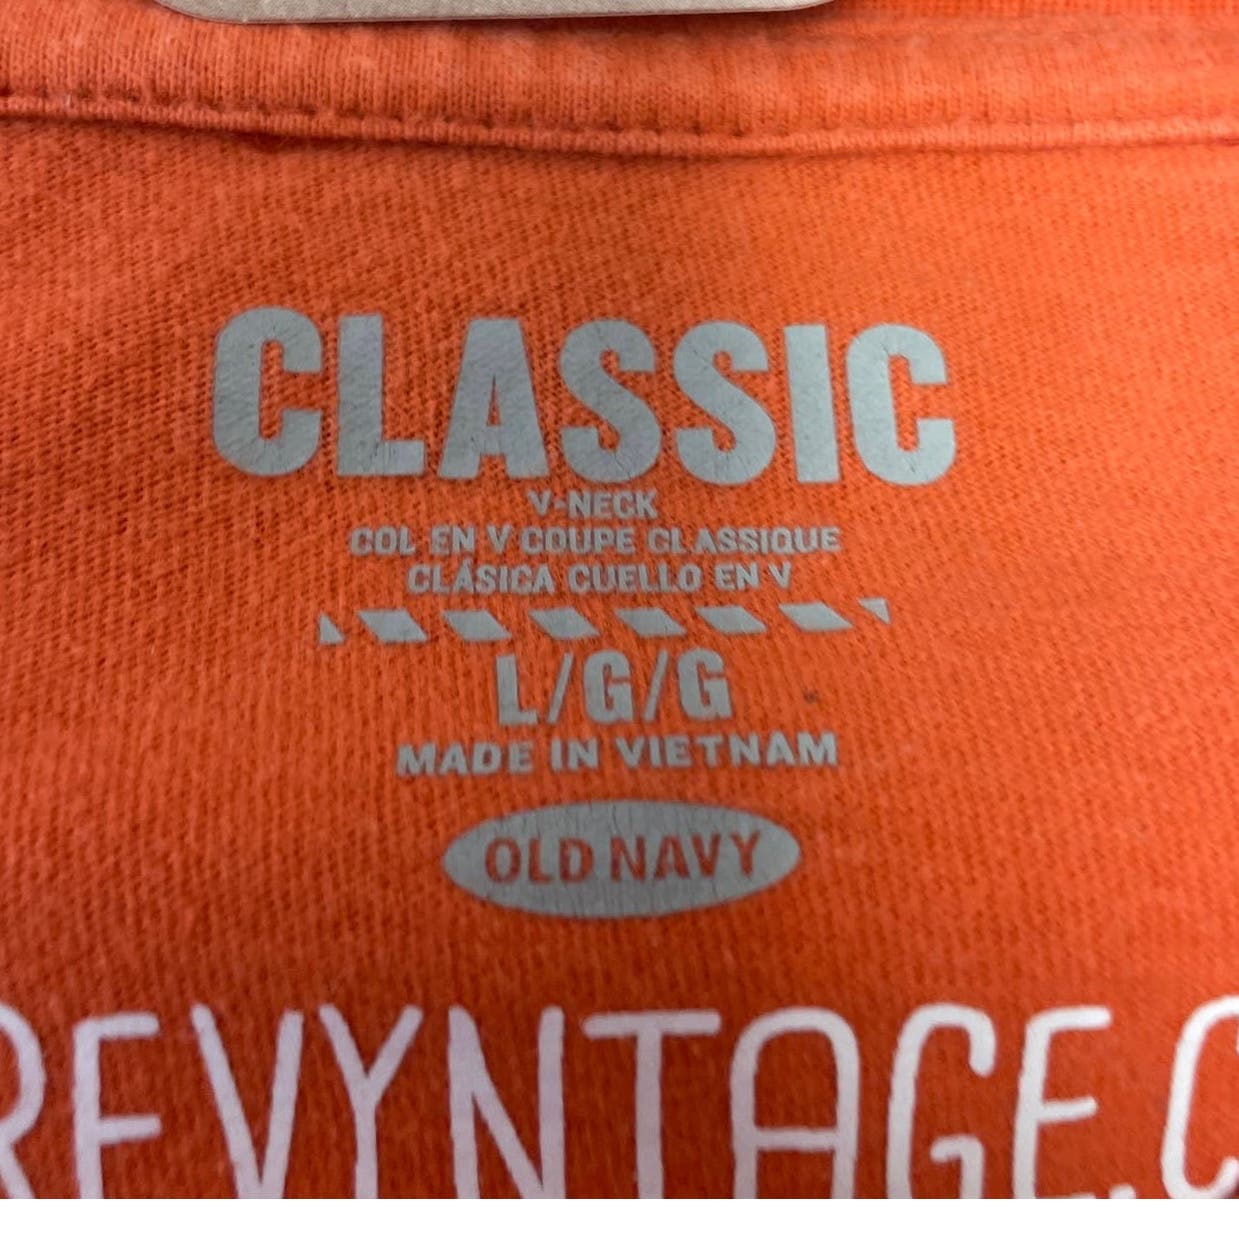 CLASSIC
V-NECK
COL EN V COUPE CLASSIQUE
CLÁSICA CUELLO EN V
L/G/G
MADE IN VIETNAM
OLD NAVY
REVYNTAGE.C